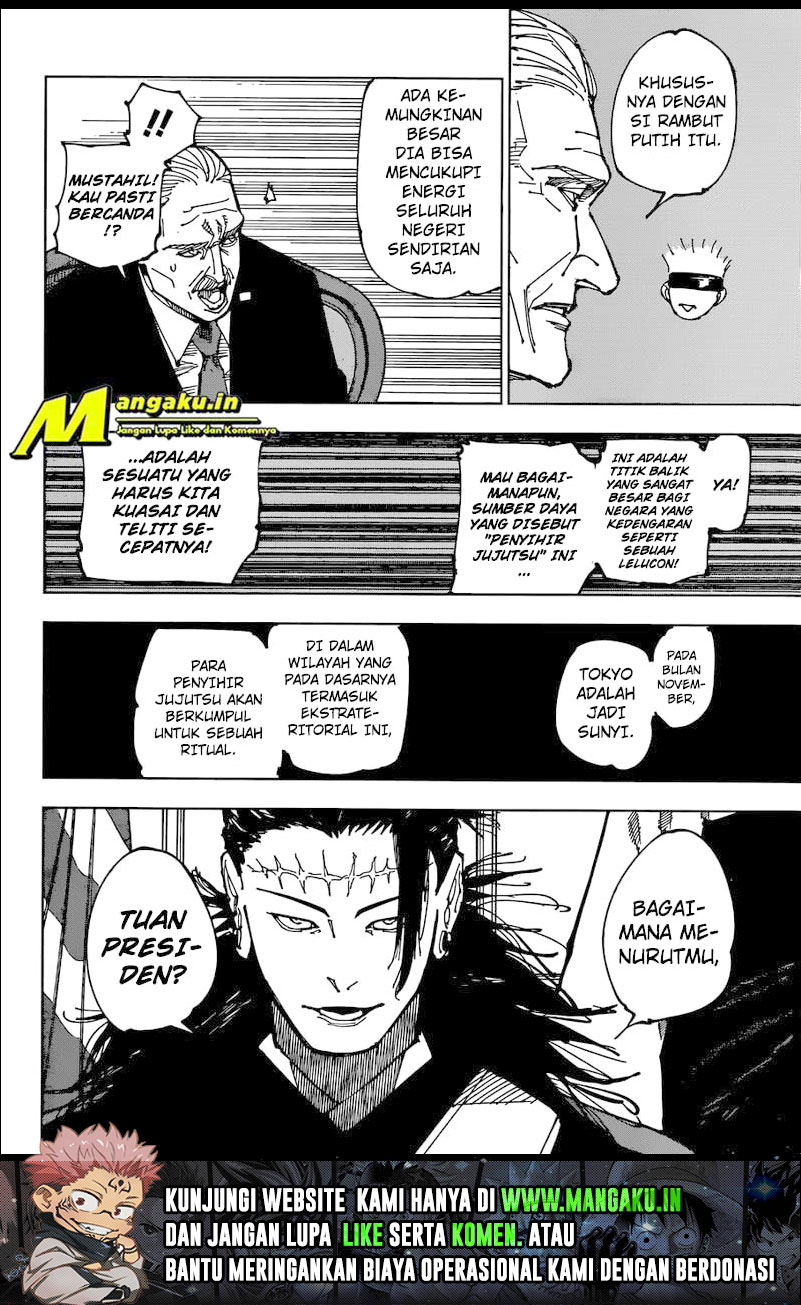 KHUSUS-
NYA DENGAN
SI RAMBUT
PUTIH ITU.
ADA KE-
MUNGKINAN
BESAR
DIA BISA
MENCUKUPI
ENERGI
SELURUH
NEGERI
SENDIRIAN
SAJA.
!!
MUSTAHIL!
KAU PASTI
BERCANDA
!?
Mangaku.in
Jangan Lupa Like dan Komennya
YA!
INI ADALAH
TITIK BALIK
YANG SANGAT
BESAR BAGI
NEGARA YANG
KEDENGARAN
SEPERTI
SEBUAH
LELUCON!
MAU BAGAI-
MANAPUN,
SUMBER DAYA
YANG DISEBUT
"PENYIHIR
JUJUTSU" INI
...
...ADALAH
SESUATU YANG
HARUS KITA
KUASAI DAN
TELITI SE-
CEPATNYA!
PADA
BULAN
NOVEM-
BER,
TOKYO
ADALAH
JADI
SUNYI.
DI DALAM
WILAYAH YANG
PADA DASARNYA
TERMASUK
EKSTRATE-
RITORIAL INI,
PARA
PENYIHIR
JUJUTSU AKAN
BERKUMPUL
UNTUK SEBUAH
RITUAL.
BAGAI-
MANA ME-
NURUTMU,
TUAN
PRESI-
DEN?
KUNJUNGI WEBSITE KAMI HANYA DI WWW.MANGAKU.IN
DAN JANGAN LUPA LIKE SERTA KOMEN. ATAU
BANTU MERINGANKAN BIAYA OPERASIONAL KAMI DENGAN BERDONASI